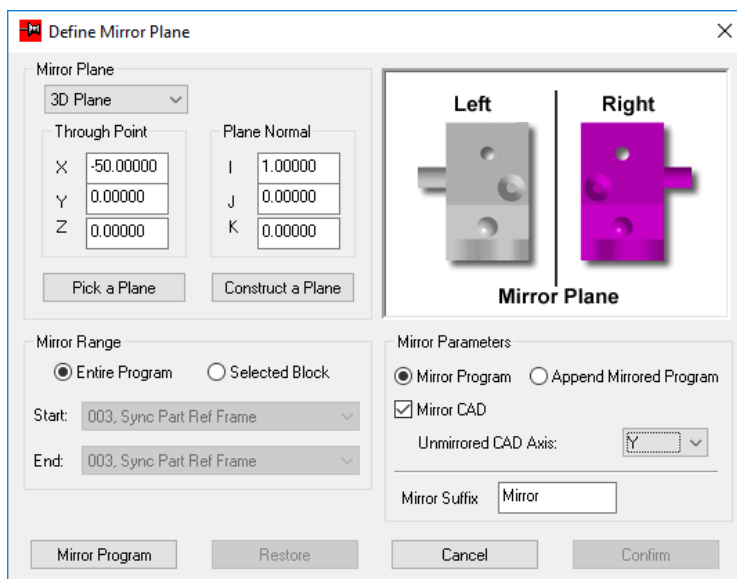 Define Mirror Plane
Mirror Plane
3D Plane
Through Point
X -50.00000
Y 0.00000
Z 0.00000
Plane Normal
I 1.00000
J 0.00000
K 0.00000
Pick a Plane
Construct a Plane
Left Right
Mirror Plane
Mirror Range
Entire Program Selected Block
Start: 003, Sync Part Ref Frame
End: 003, Sync Part Ref Frame
Mirror Parameters
Mirror Program Append Mirrored Program
Mirror CAD
Unmirrored CAD Axis: Y
Mirror Suffix Mirror
Mirror Program Restore Cancel Confirm